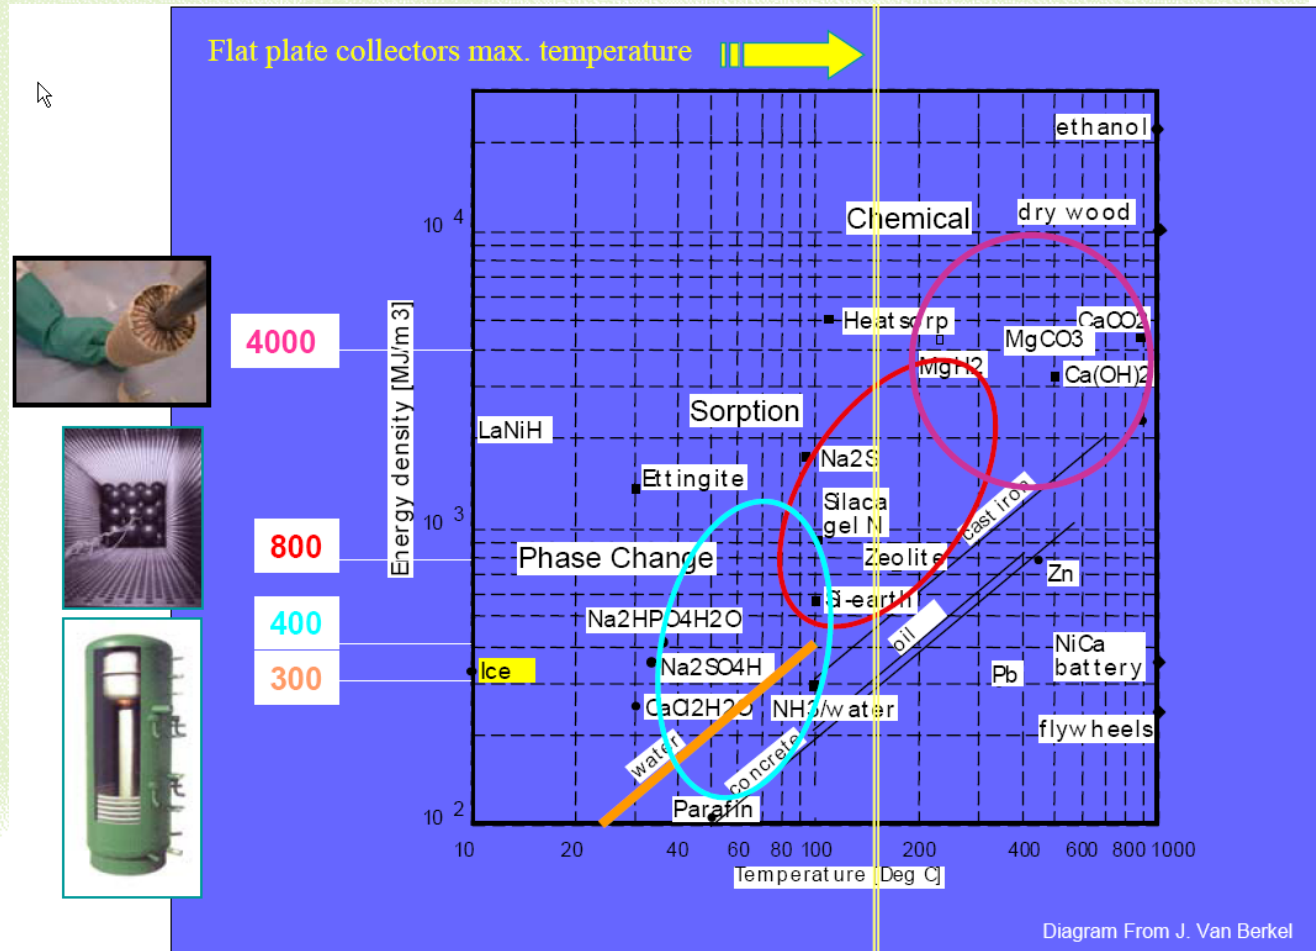 Flat plate collectors max. temperature
ethanol
10 4
Chemical
dry wood
4000
Energy density [MJ/m3]
Heat sorp
CaCO2
MgCO3
MgH2
Ca(OH)2
Sorption
LaNiH
Na2S
Ettingite
Silaca
gel N
cast iron
10 3
800
Phase Change
Zeolite
Zn
Si-earth
400
Na2HPO4H2O
oil
NiCa
battery
300
Ice
Na2SO4H
Pb
CaCl2H2O
NH3/water
flywheels
water
concrete
Parafin
10 2
10 20 40 60 80 100 200 400 600 800 1000
Temperature [Deg C]
Diagram From J. Van Berkel